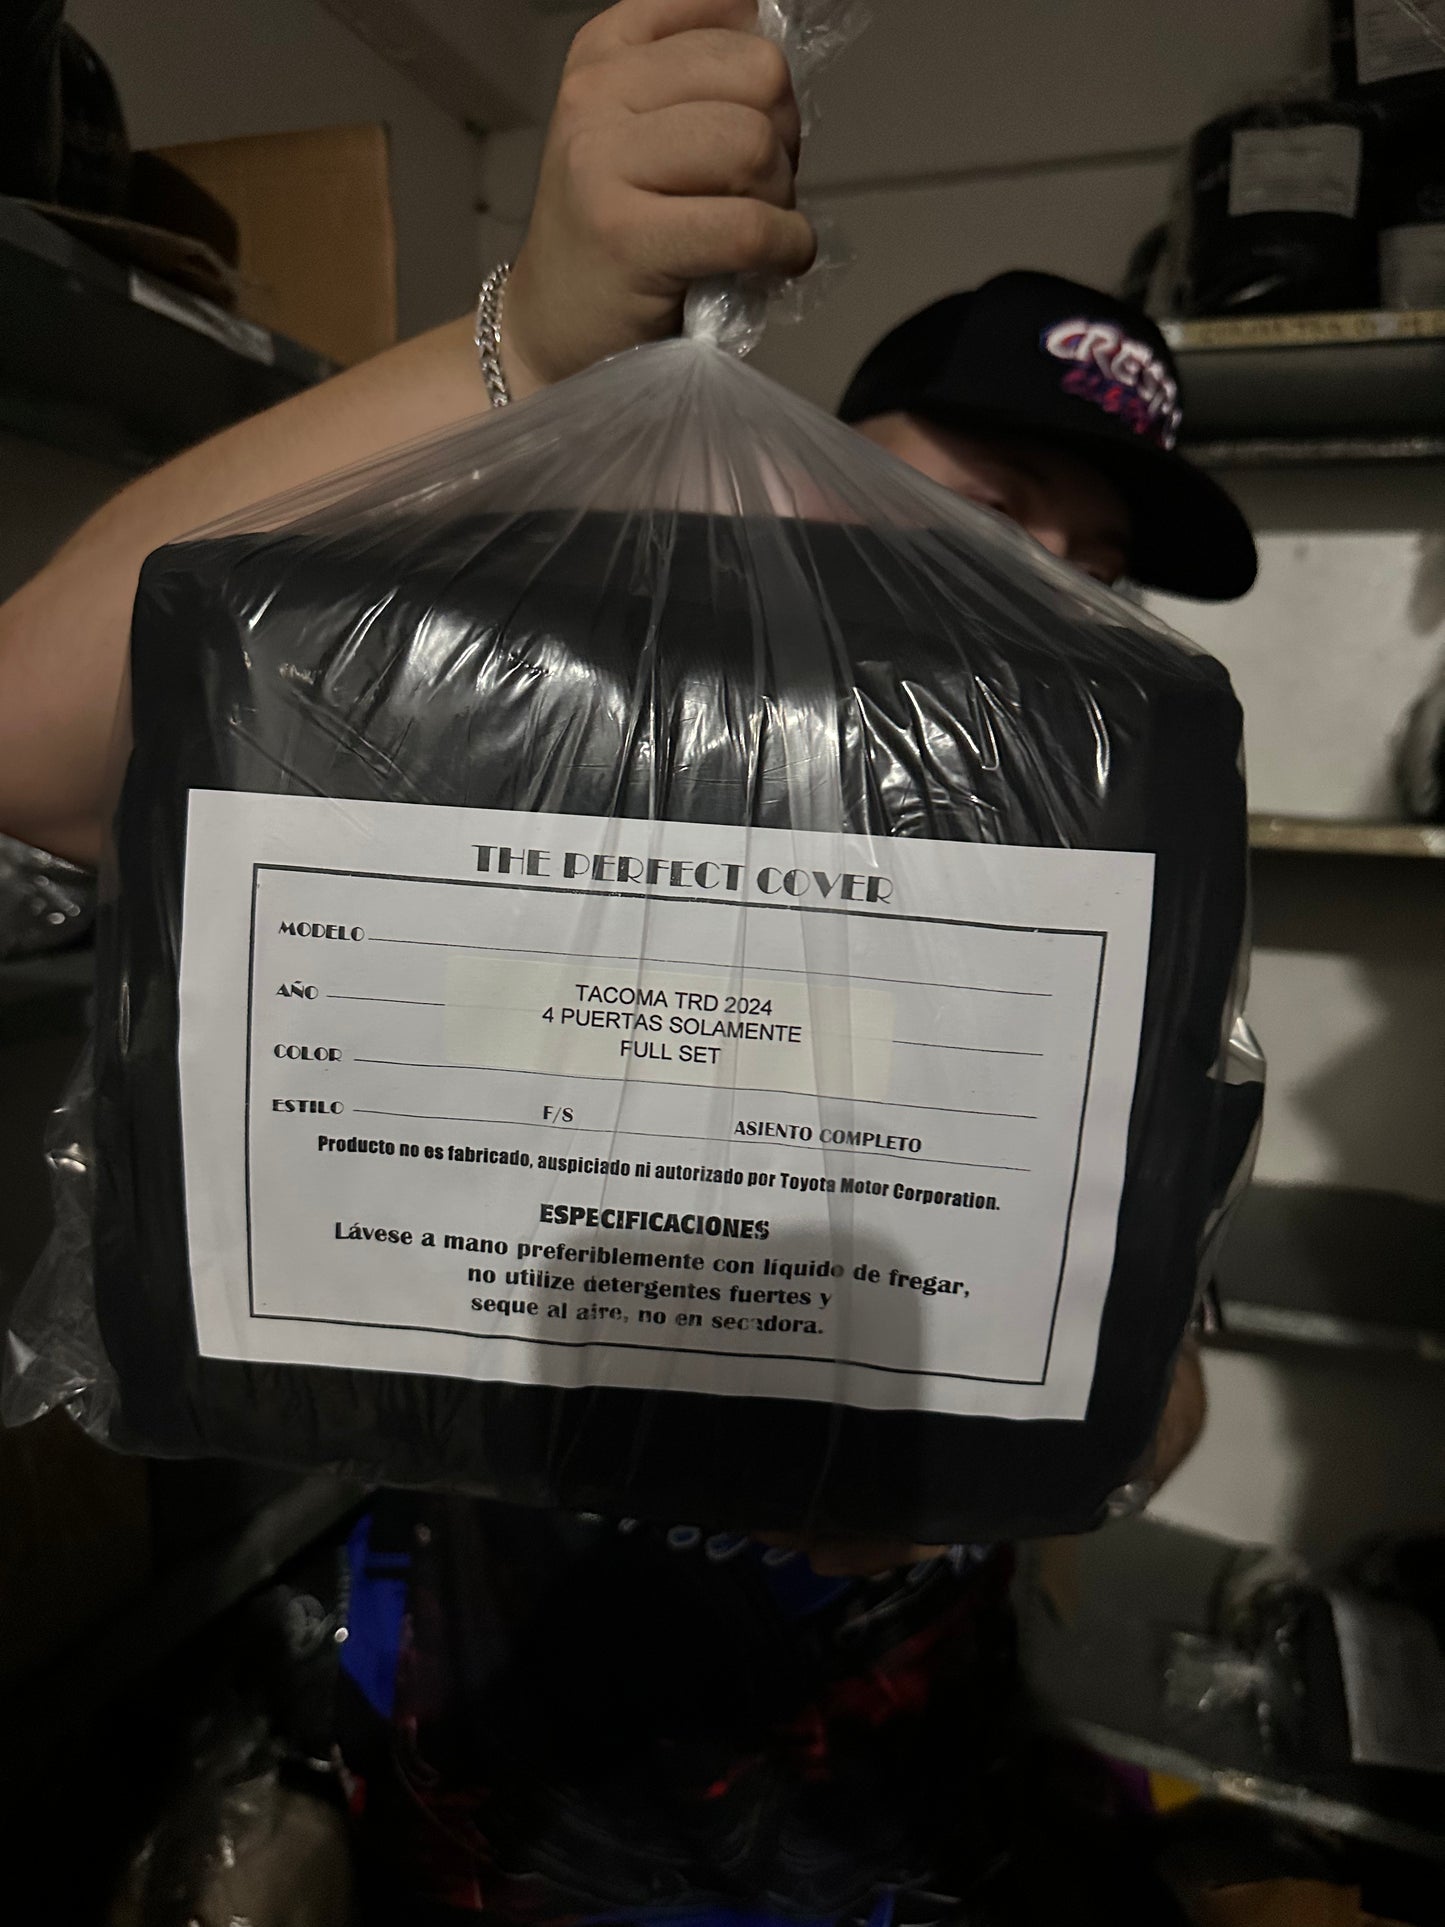 THE PERFECT COVER
MODELO
AÑO
TACOMA TRD 2024
4 PUERTAS SOLAMENTE
FULL SET
COLOR
ESTILO F/S ASIENTO COMPLETO
Producto no es fabricado, auspiciado ni autorizado por Toyota Motor Corporation.
ESPECIFICACIONES
Lávese a mano preferiblemente con líquido de fregar,
no utilize detergentes fuertes y
seque al aire, no en secadora.